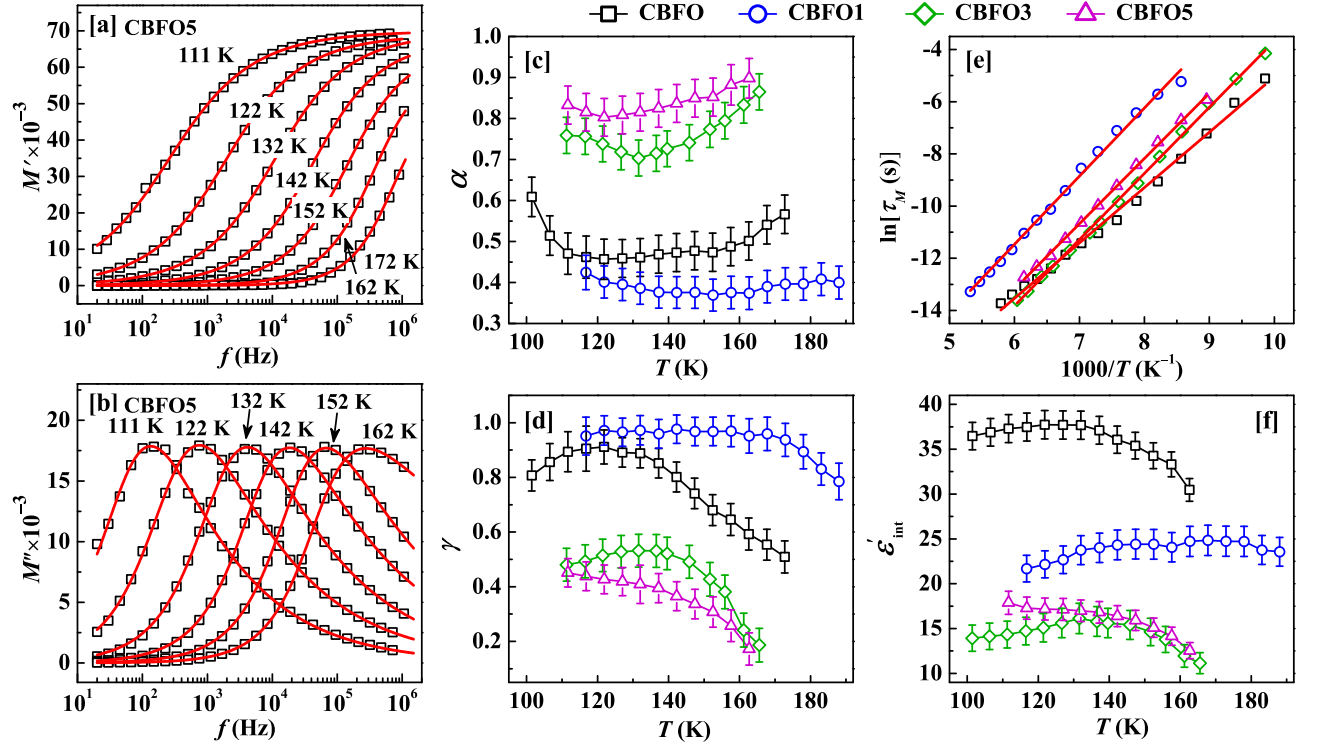 CBFO CBFO1 CBFO3 CBFO5
[a] CBFO5
111 K
122 K
132 K
142 K
152 K
172 K
162 K
M′×10⁻³
70
60
50
40
30
20
10
0
10¹ 10² 10³ 10⁴ 10⁵ 10⁶
f (Hz)
[b] CBFO5
111 K 122 K 132 K 142 K 152 K 162 K
M″×10⁻³
20
15
10
5
0
10¹ 10² 10³ 10⁴ 10⁵ 10⁶
f (Hz)
[c]
α
1.0
0.9
0.8
0.7
0.6
0.5
0.4
0.3
100 120 140 160 180
T (K)
[d]
γ
1.0
0.8
0.6
0.4
0.2
100 120 140 160 180
T (K)
[e]
ln[τM (s)]
-4
-6
-8
-10
-12
-14
5 6 7 8 9 10
1000/T (K⁻¹)
[f]
ε′int
40
35
30
25
20
15
10
100 120 140 160 180
T (K)